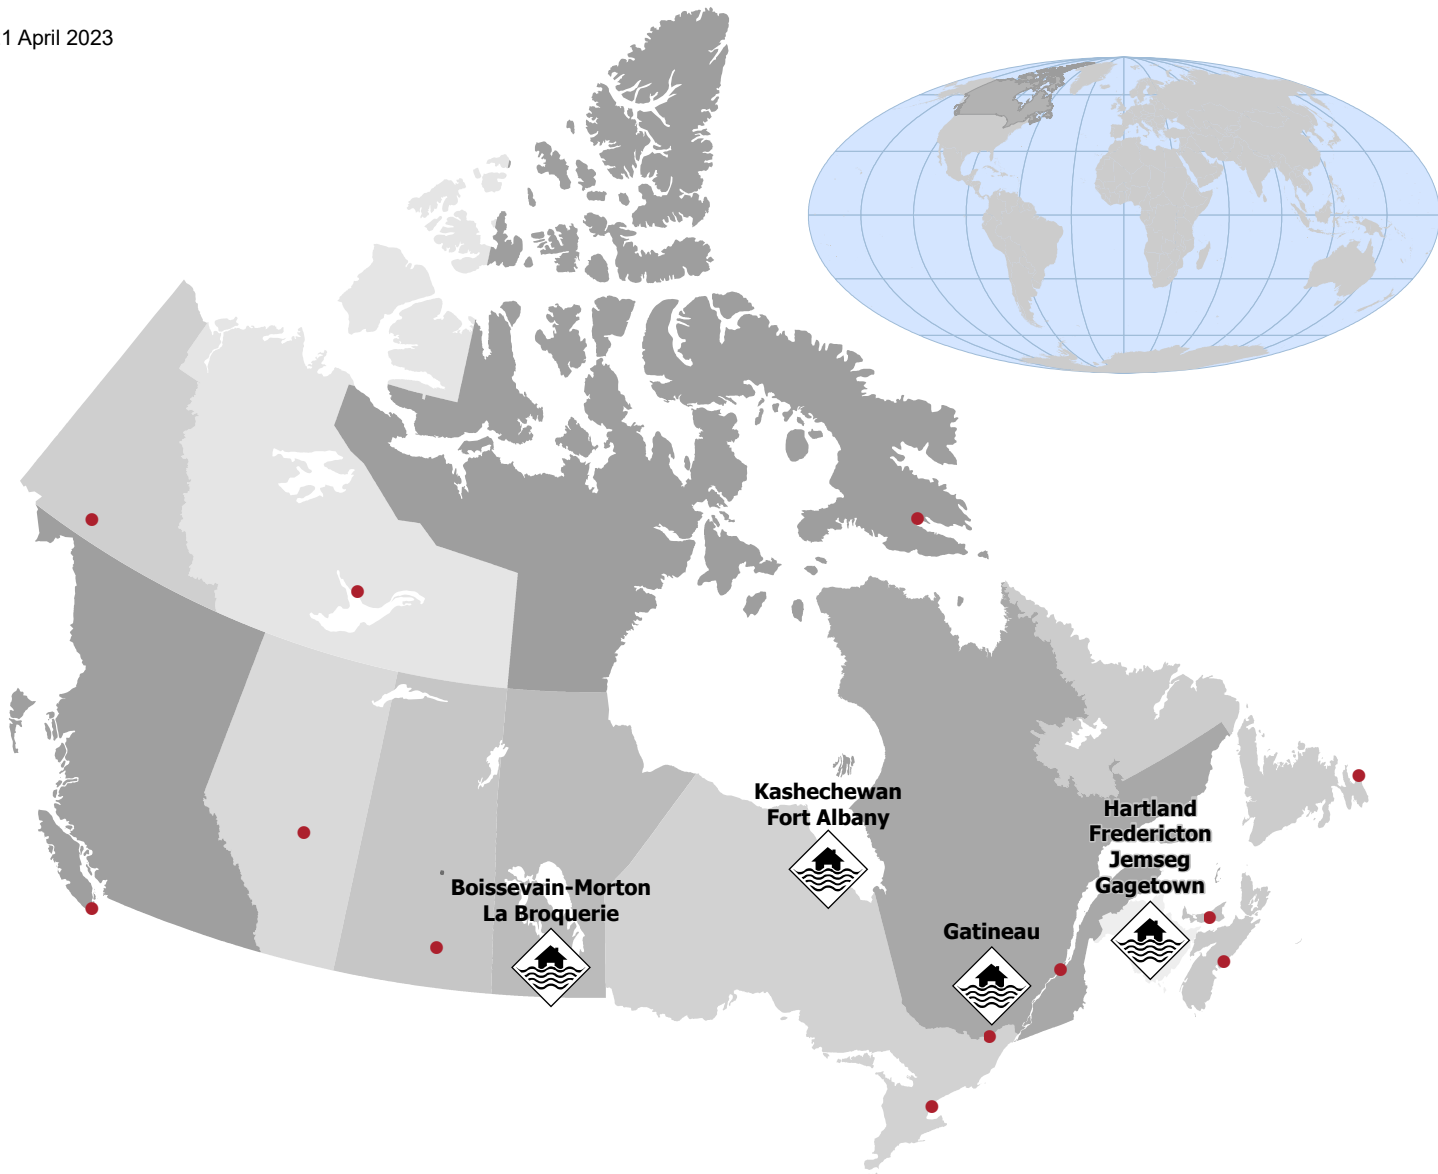 1 April 2023
Kashechewan
Fort Albany
Hartland
Fredericton
Jemseg
Gagetown
Boissevain-Morton
La Broquerie
Gatineau